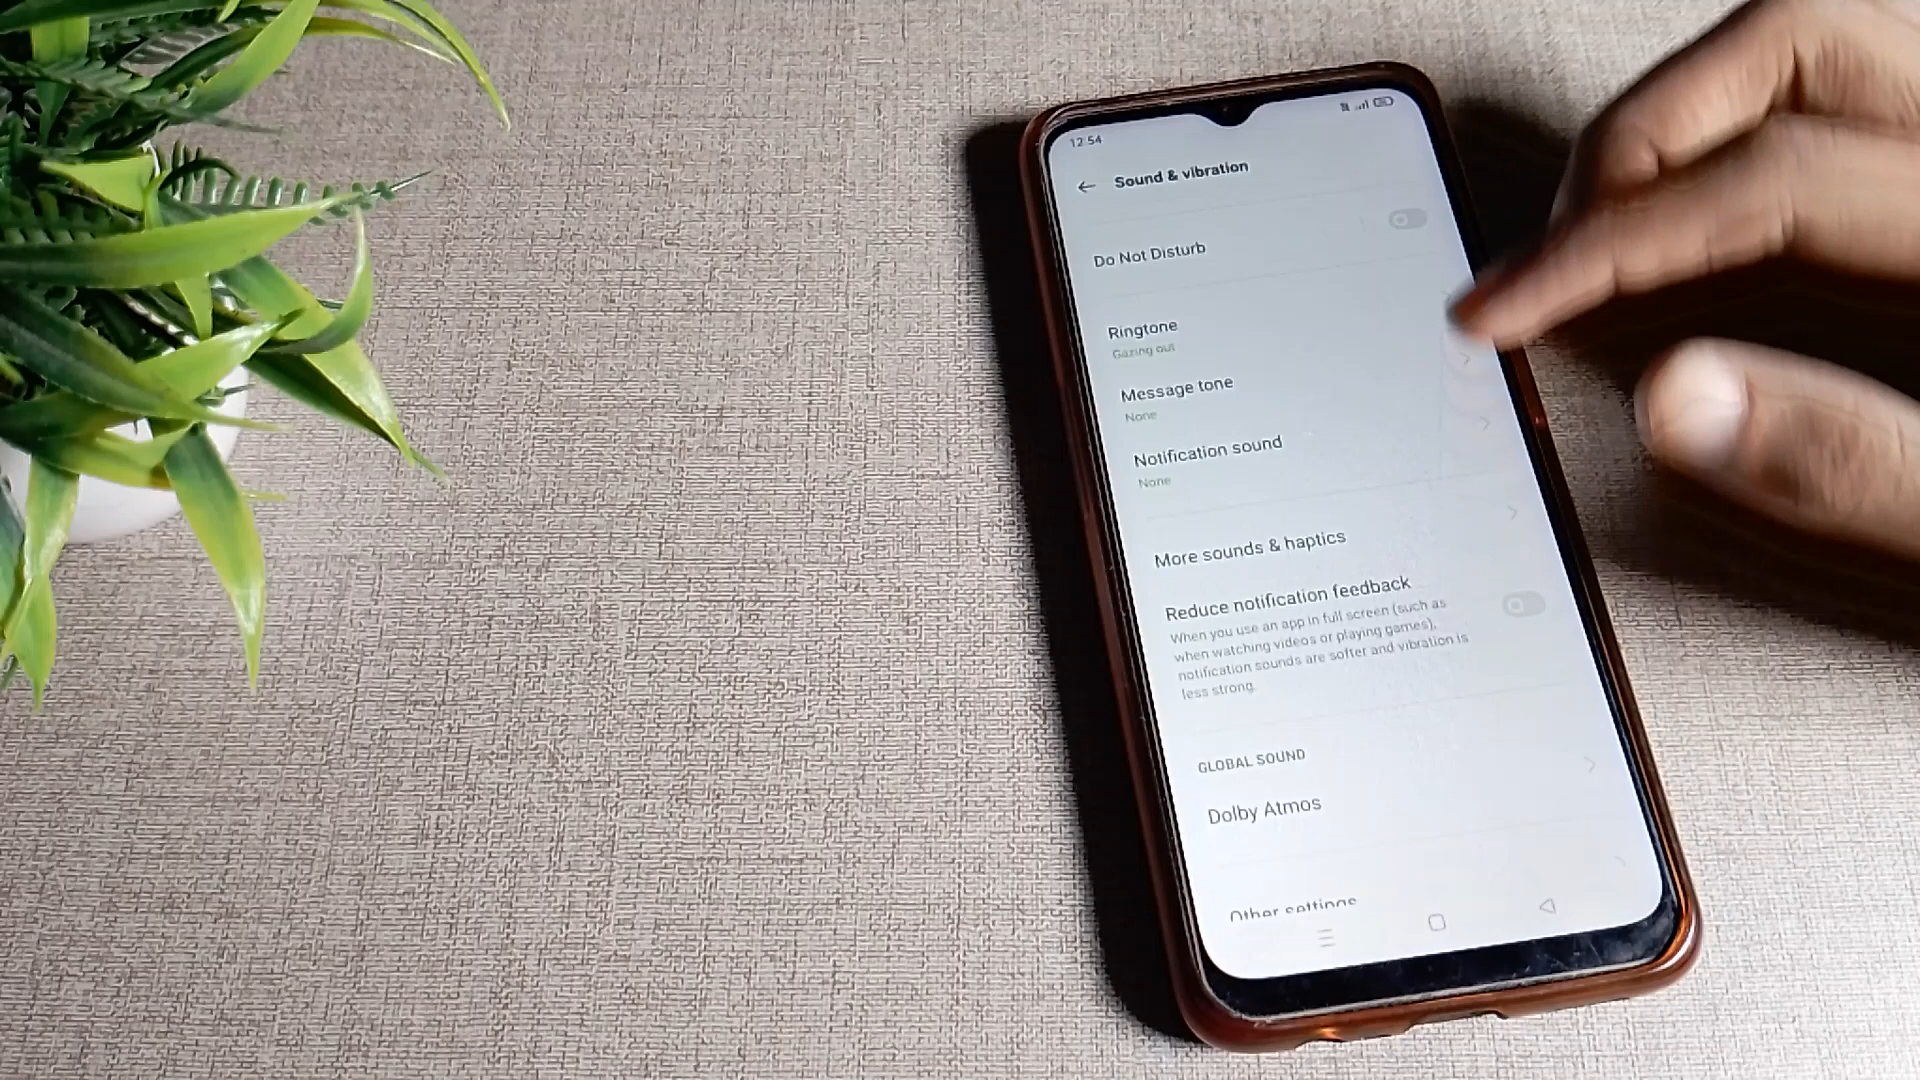 12:54
Sound & vibration
Do Not Disturb
Ringtone
Gazing out
Message tone
None
Notification sound
None
More sounds & haptics
Reduce notification feedback
When you use an app in full screen (such as
when watching videos or playing games),
notification sounds are softer and vibration is
less strong.
GLOBAL SOUND
Dolby Atmos
Other settings